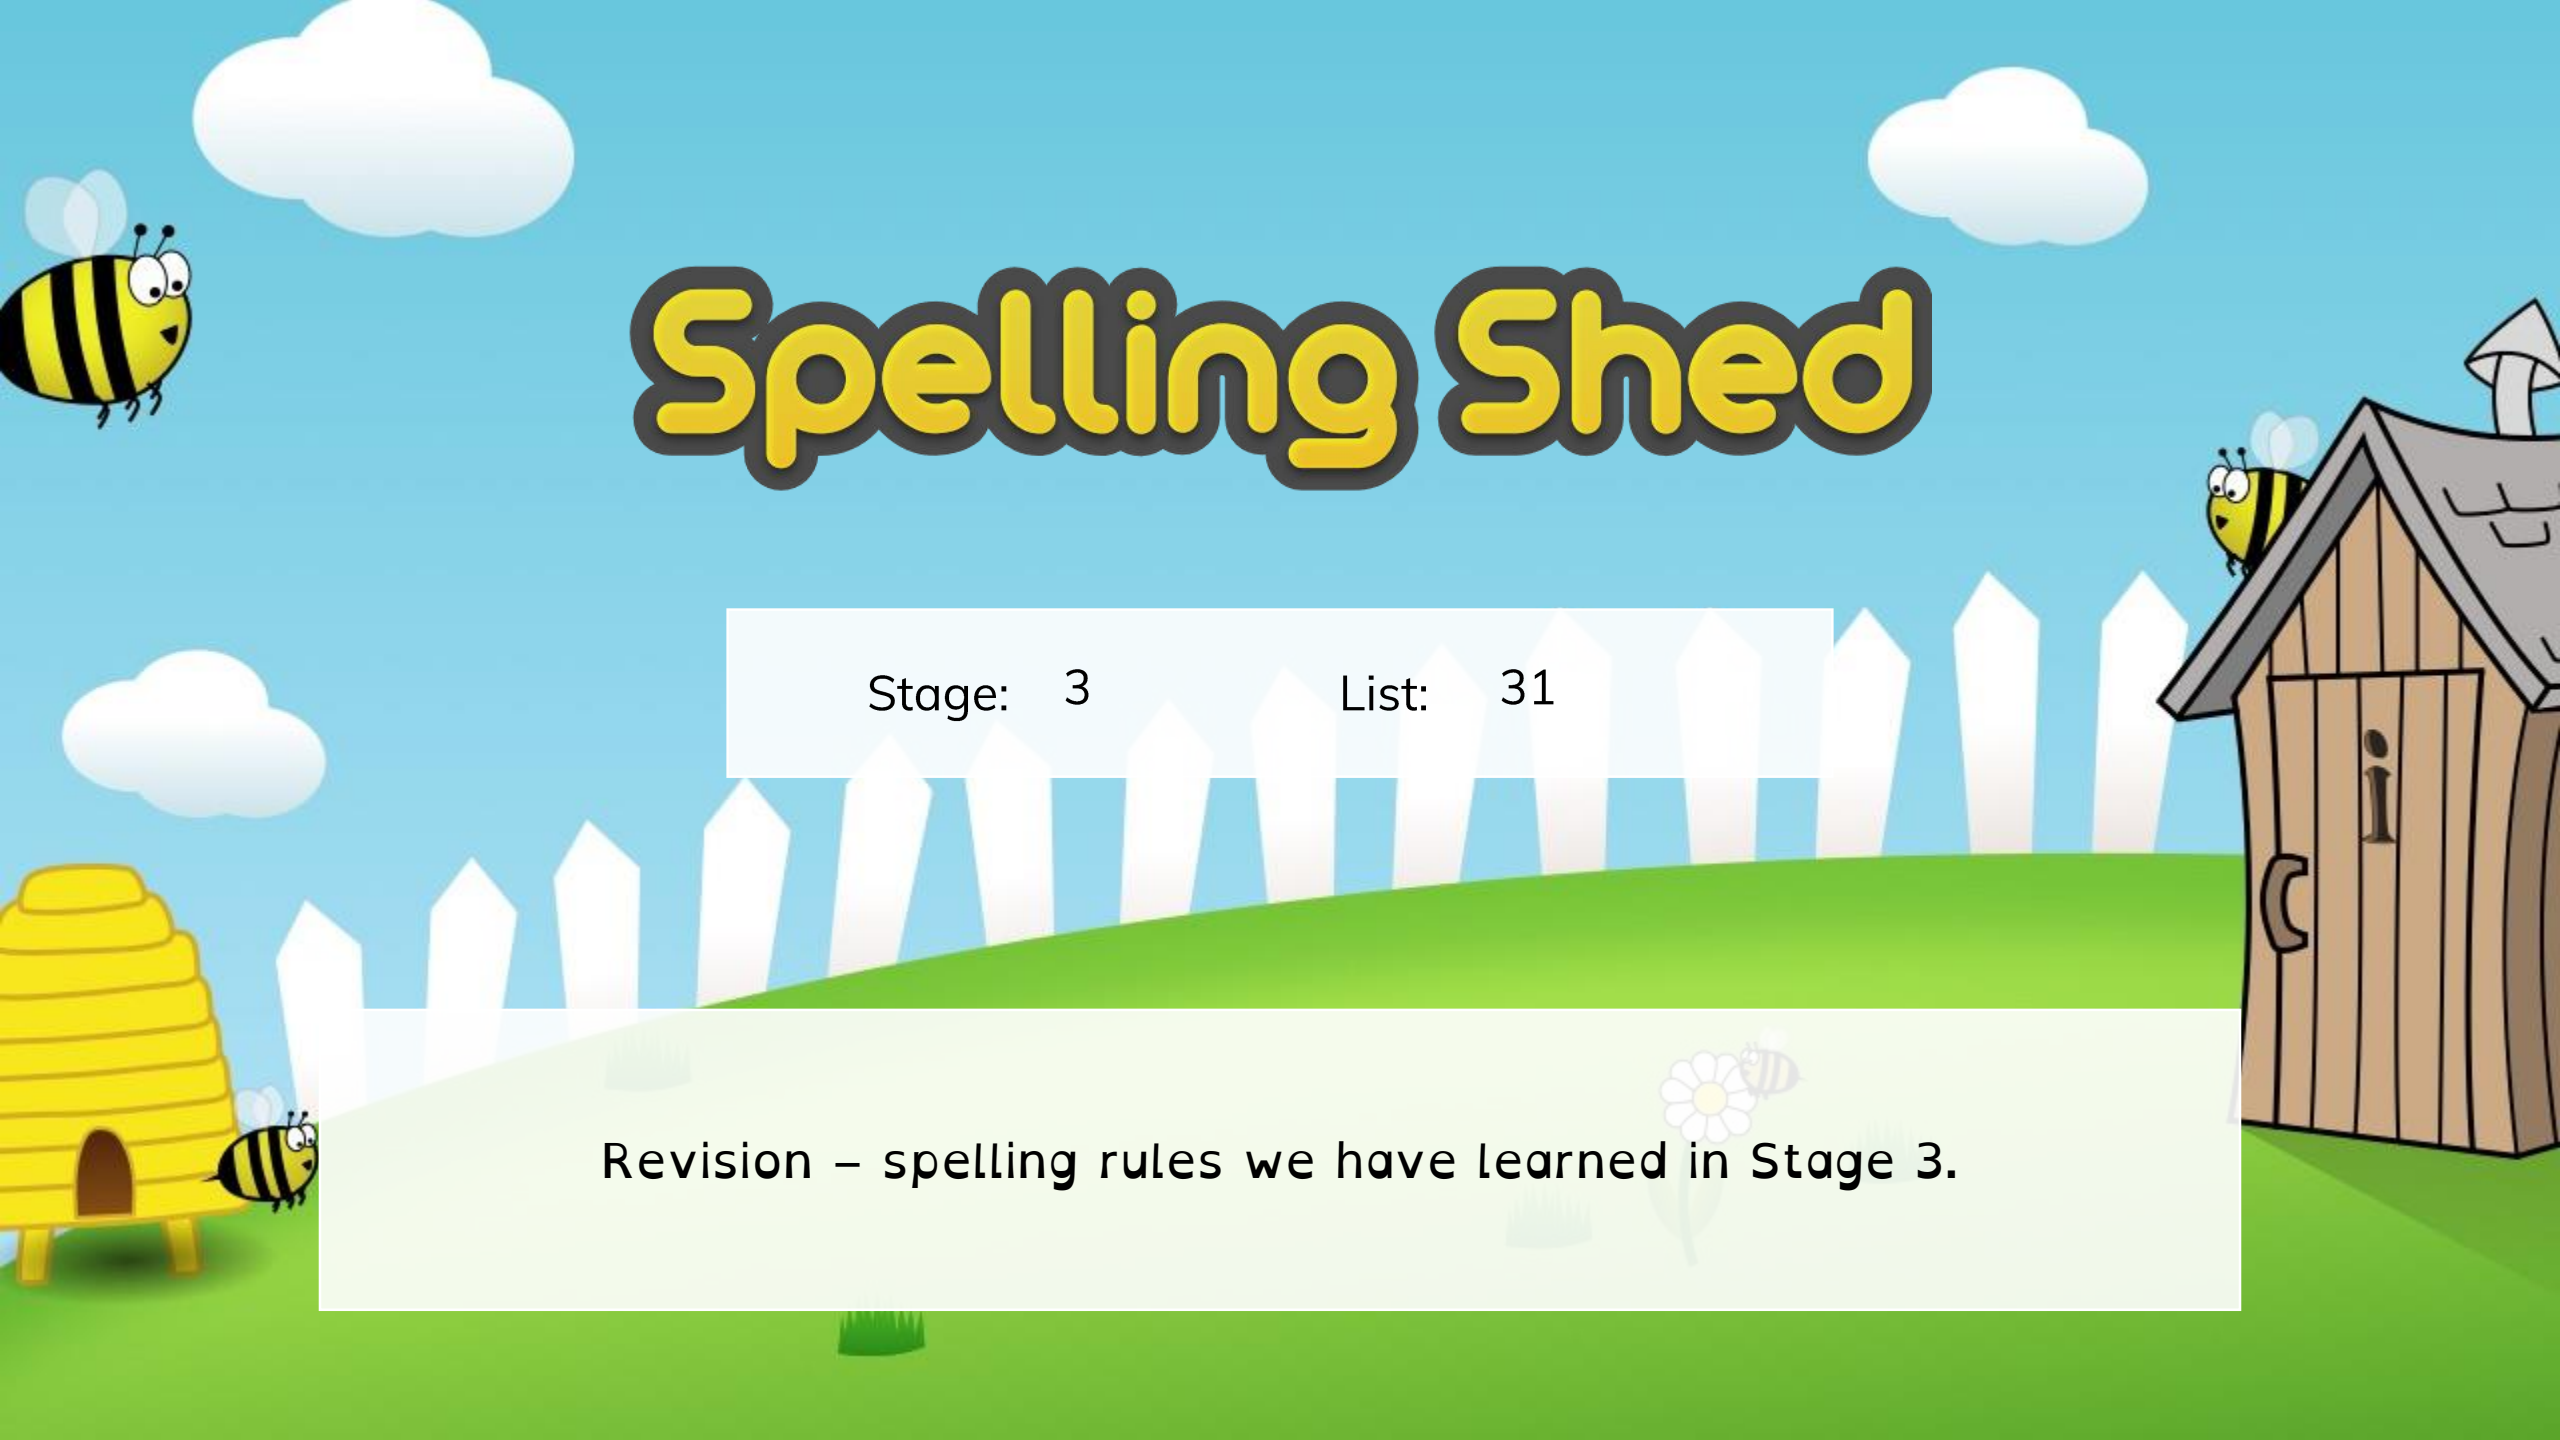 Spelling Shed
Stage: 3 List: 31
i
Revision – spelling rules we have learned in Stage 3.